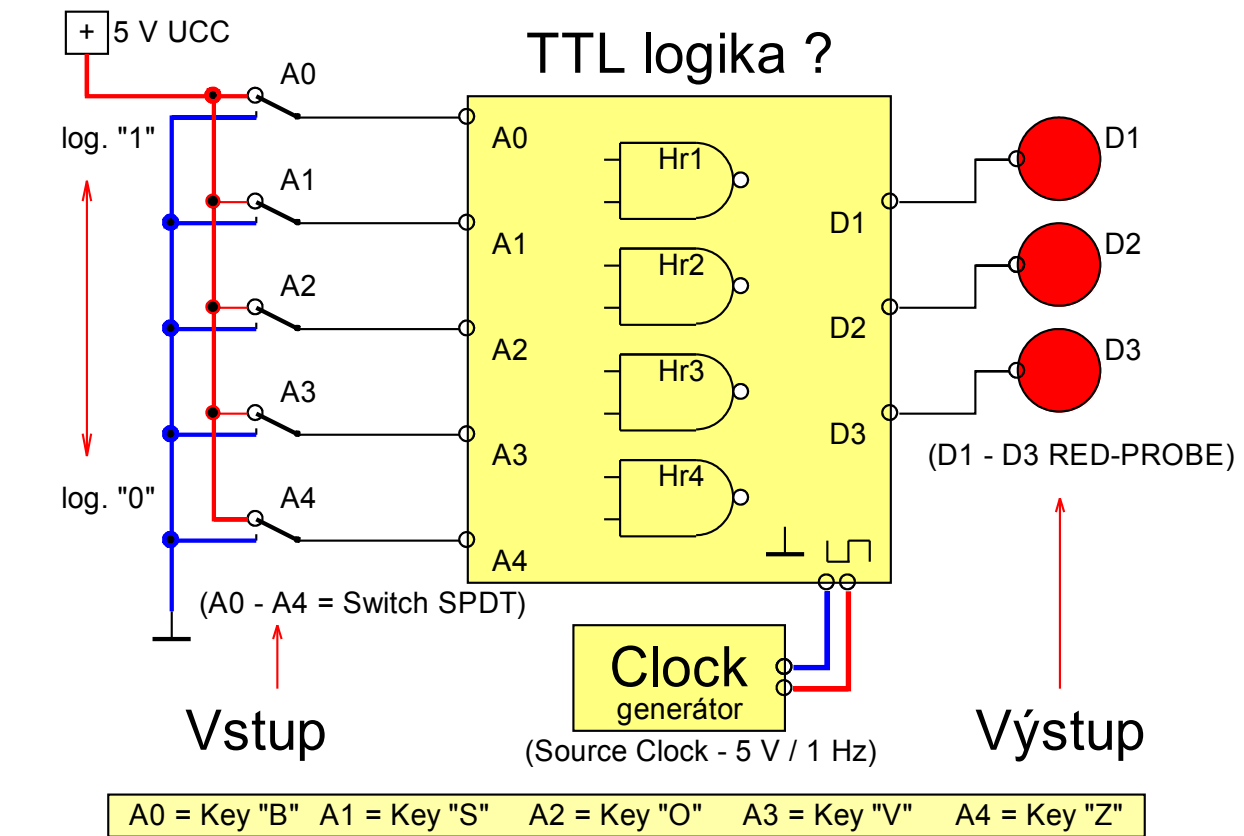 + 5 V UCC
TTL logika ?
A0
log. "1"
A0
Hr1
D1
A1
D1
A1
Hr2
D2
A2
D2
A2
Hr3
D3
A3
D3
A3
(D1 - D3 RED-PROBE)
Hr4
log. "0"
A4
A4
(A0 - A4 = Switch SPDT)
Clock
generátor
Vstup
Výstup
(Source Clock - 5 V / 1 Hz)
A0 = Key "B" A1 = Key "S" A2 = Key "O" A3 = Key "V" A4 = Key "Z"